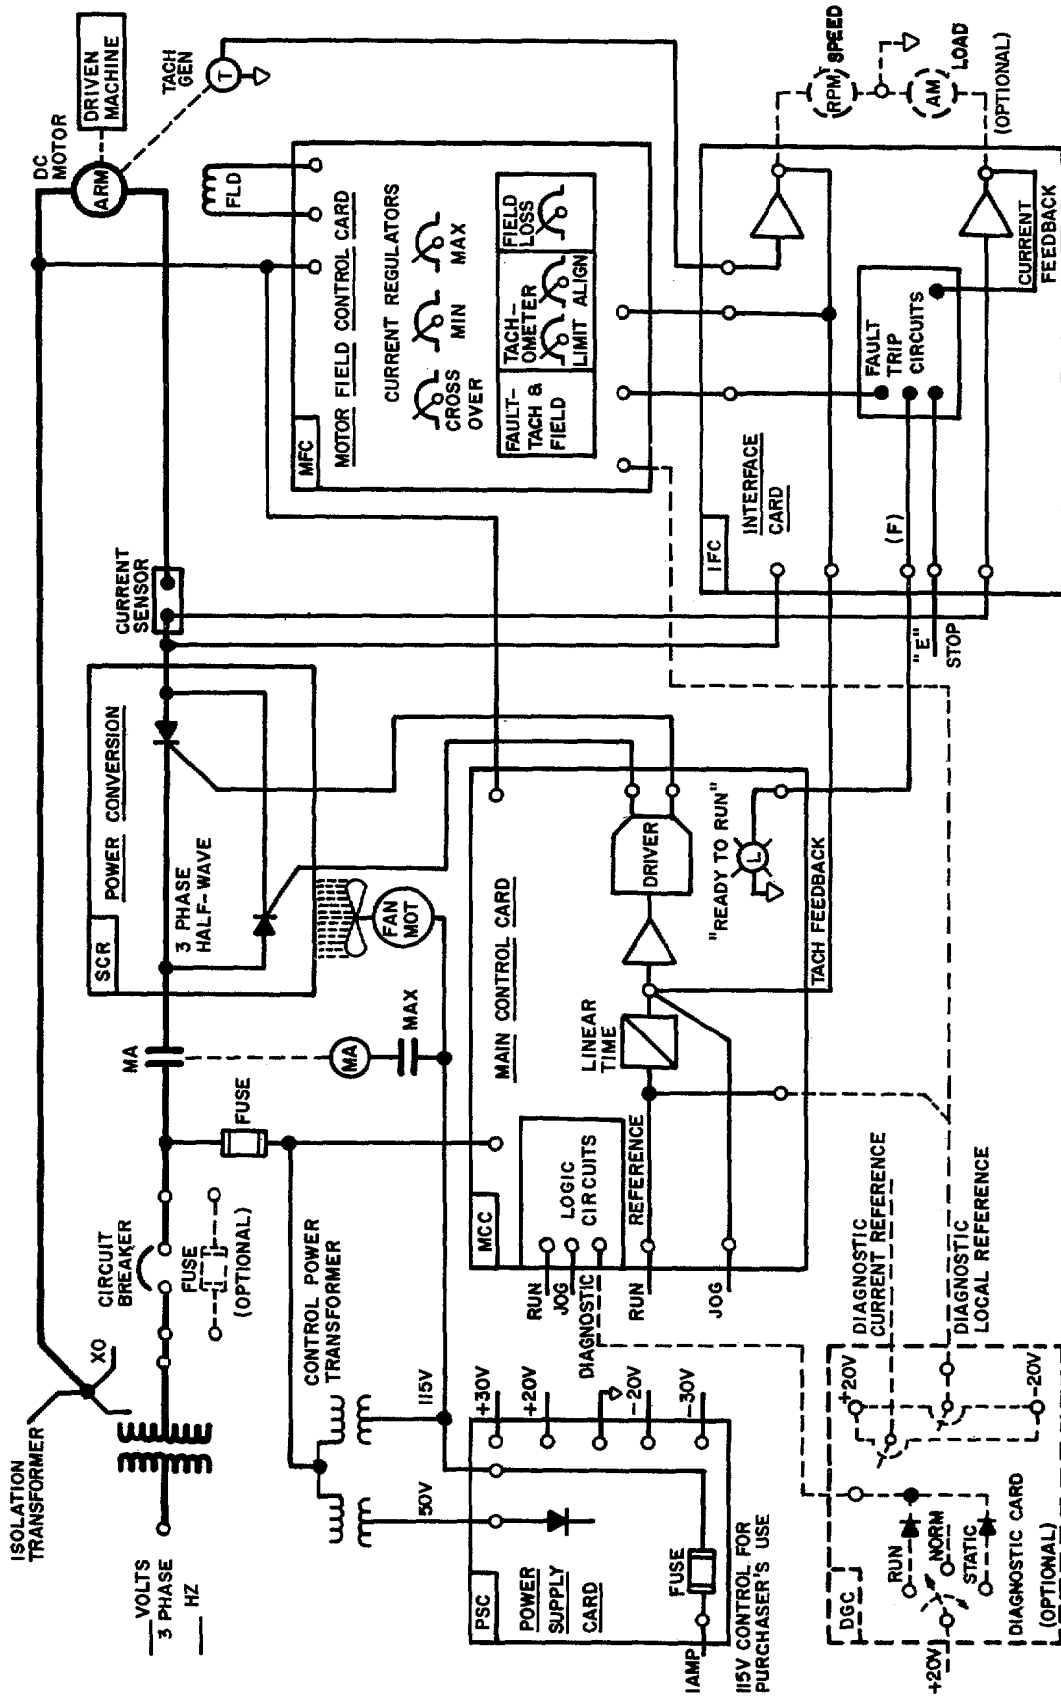 ISOLATION
TRANSFORMER
VOLTS
3 PHASE
HZ
XO
CIRCUIT
BREAKER
FUSE
(OPTIONAL)
MA
FUSE
CONTROL POWER
TRANSFORMER
50V
115V
MA
MAX
SCR
POWER CONVERSION
3 PHASE
HALF-WAVE
FAN
MOT
CURRENT
SENSOR
DC
MOTOR
ARM
DRIVEN
MACHINE
TACH
GEN
T
FLD
PSC
POWER
SUPPLY
CARD
FUSE
1AMP
115V CONTROL FOR
PURCHASER'S USE
+30V
+20V
-20V
-30V
MCC
MAIN CONTROL CARD
LOGIC
CIRCUITS
RUN
JOG
DIAGNOSTIC
RUN
REFERENCE
JOG
LINEAR
TIME
DRIVER
"READY TO RUN"
L
TACH FEEDBACK
MFC
MOTOR FIELD CONTROL CARD
CURRENT REGULATORS
CROSS
OVER
MIN
MAX
FAULT-
TACH &
FIELD
TACH-
OMETER
LIMIT
ALIGN
FIELD
LOSS
IFC
INTERFACE
CARD
(F)
"E"
STOP
FAULT
TRIP
CIRCUITS
CURRENT
FEEDBACK
RPM
SPEED
AM
LOAD
(OPTIONAL)
DGC
+20V
RUN
NORM
STATIC
DIAGNOSTIC CARD
(OPTIONAL)
+20V
-20V
DIAGNOSTIC
CURRENT REFERENCE
DIAGNOSTIC
LOCAL REFERENCE